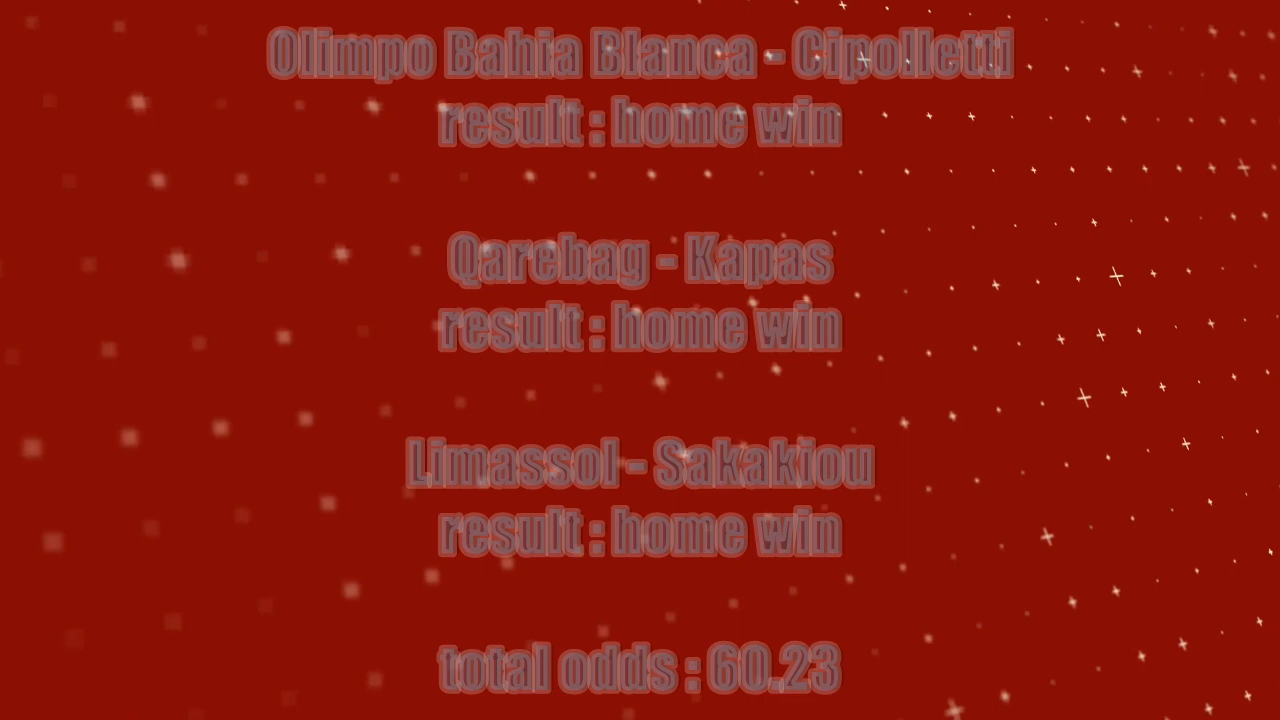 Olimpo Bahia Blanca - Cipolletti
result : home win
Qarebag - Kapas
result : home win
Limassol - Sakakiou
result : home win
total odds : 60.23